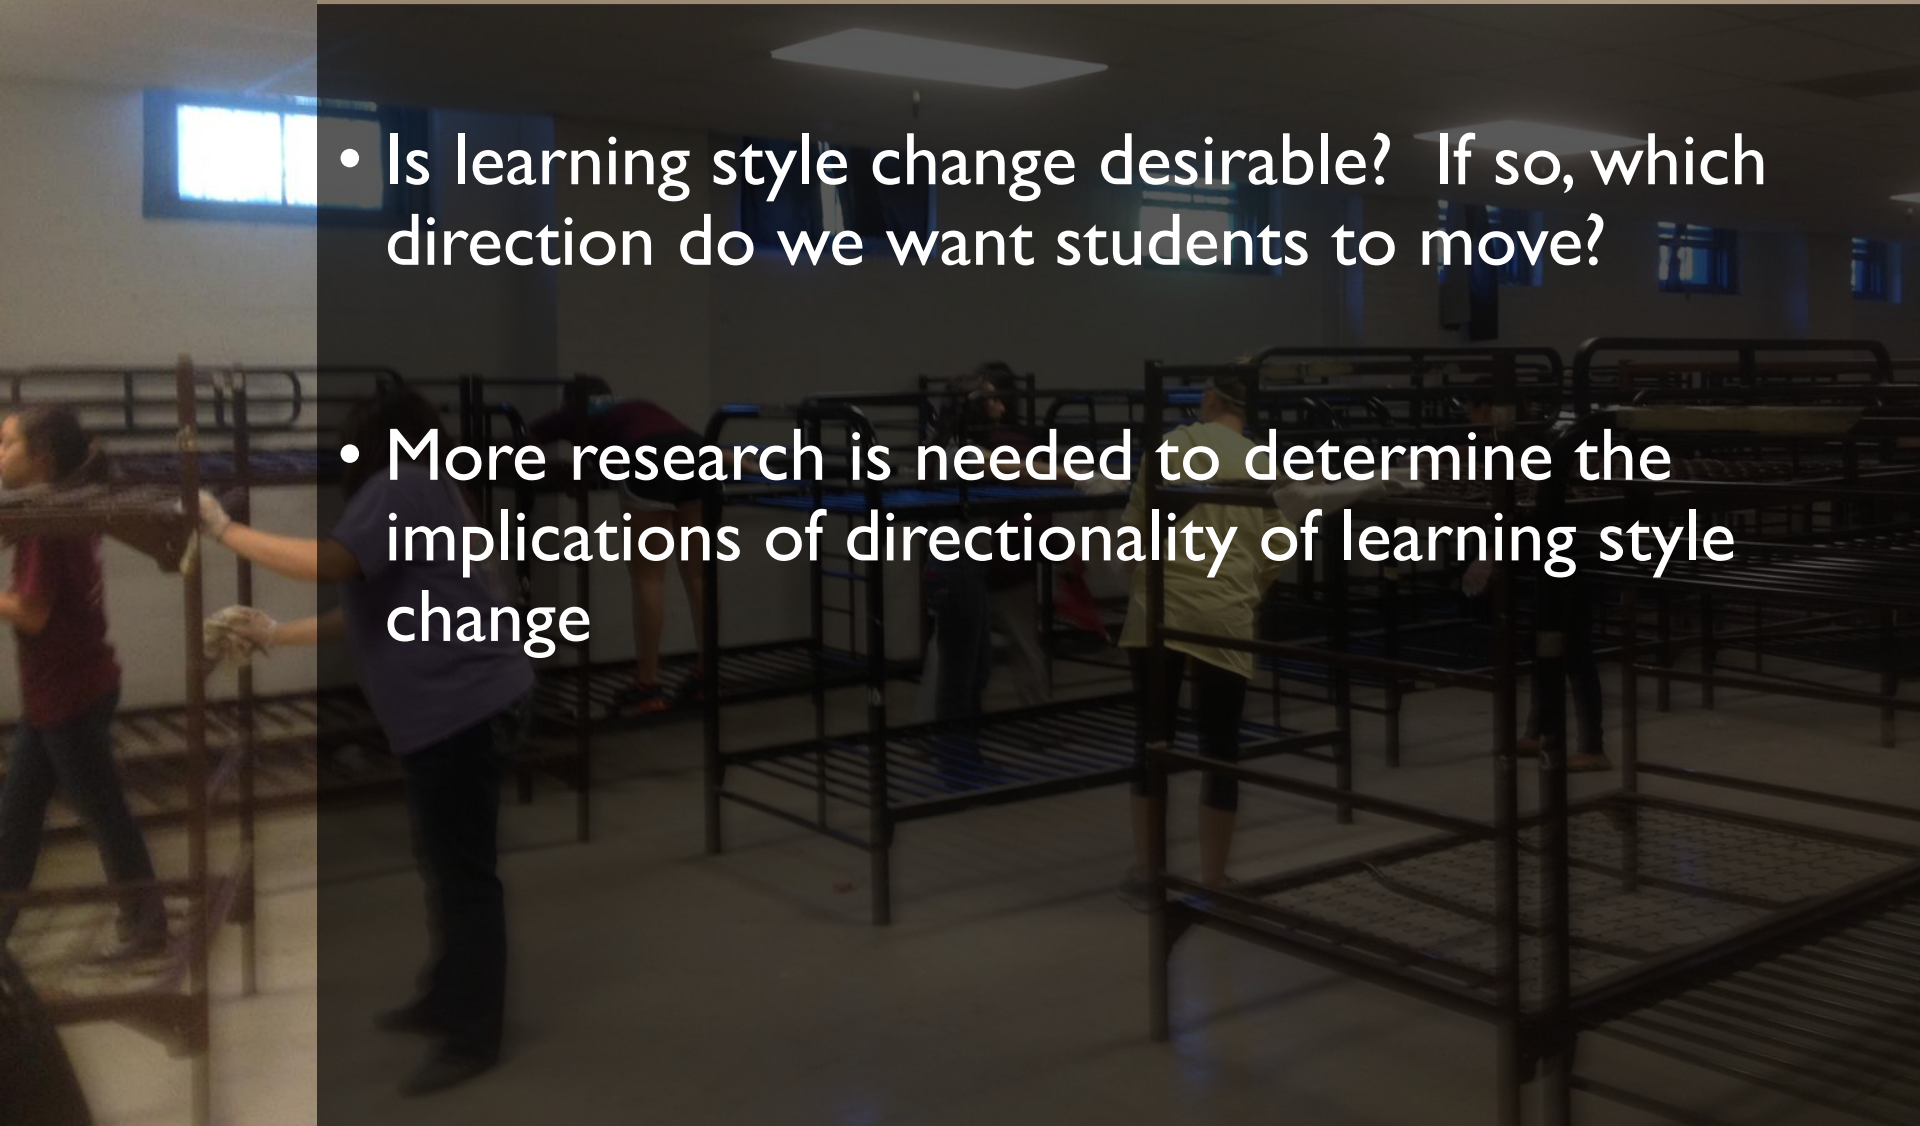 • Is learning style change desirable?  If so, which
direction do we want students to move?
• More research is needed to determine the
implications of directionality of learning style
change